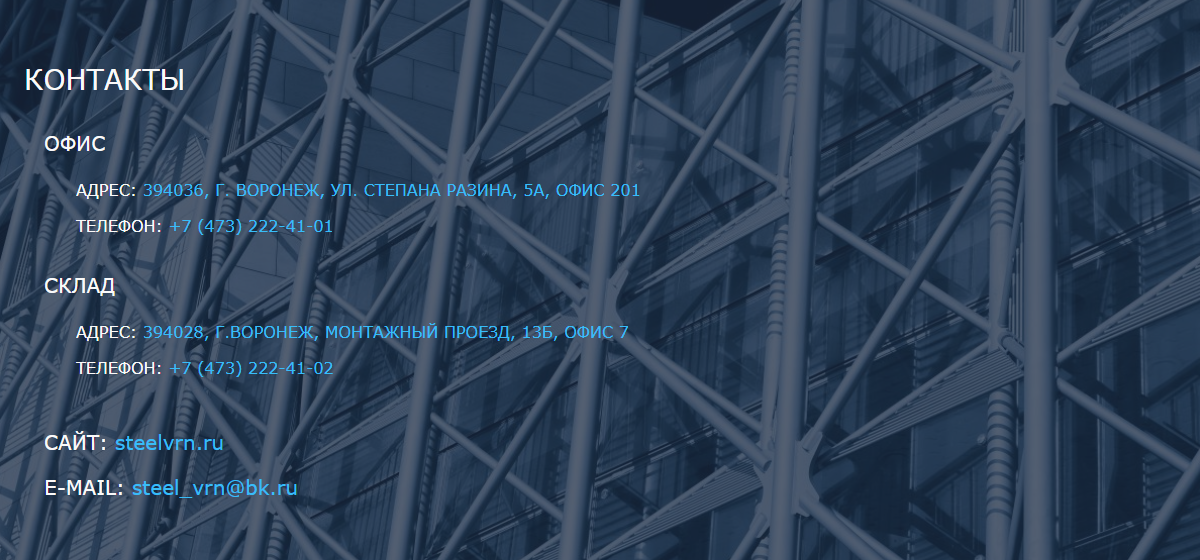 КОНТАКТЫ
ОФИС
АДРЕС: 394036, Г. ВОРОНЕЖ, УЛ. СТЕПАНА РАЗИНА, 5А, ОФИС 201
ТЕЛЕФОН: +7 (473) 222-41-01
СКЛАД
АДРЕС: 394028, Г.ВОРОНЕЖ, МОНТАЖНЫЙ ПРОЕЗД, 13Б, ОФИС 7
ТЕЛЕФОН: +7 (473) 222-41-02
САЙТ: steelvrn.ru
E-MAIL: steel_vrn@bk.ru